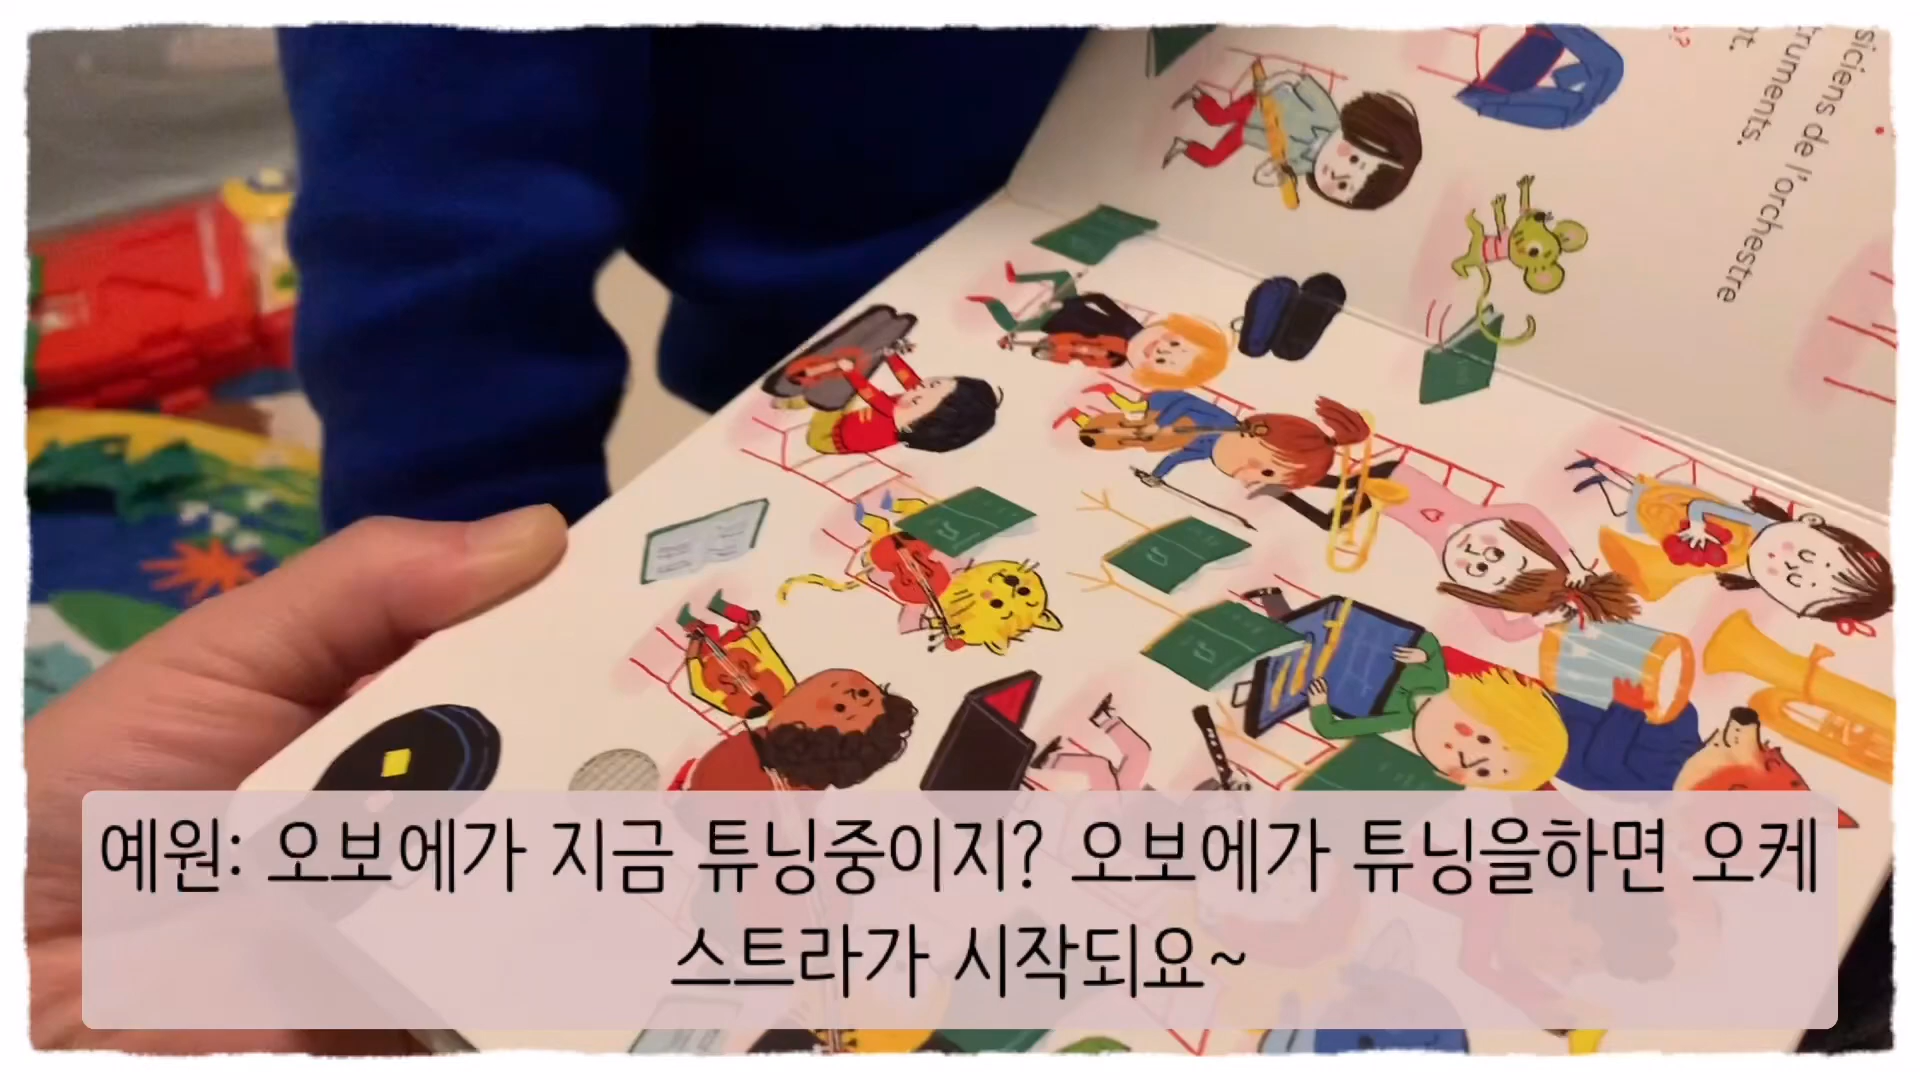 siciens de l'orchestre
truments.
nt.
예원: 오보에가 지금 튜닝중이지? 오보에가 튜닝을하면 오케
스트라가 시작되요~